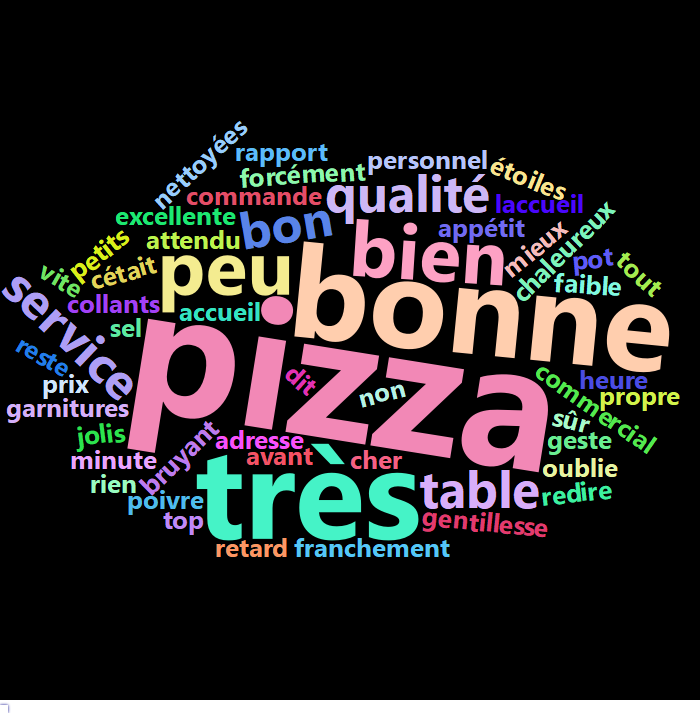 nettoyées
rapport
personnel
étoiles
forcément
commande
qualité
laccueil
excellente
bon
appétit
mieux
chaleureux
petits
attendu
bien
pot
tout
vite
cétait
peu
faible
service
collants
accueil
bonne
sel
pizza
reste
prix
dit
non
heure
propre
commercial
garnitures
jolis
bruyant
adresse
sûr
geste
minute
avant
cher
oublie
rien
poivre
très
table
redire
top
gentillesse
retard
franchement